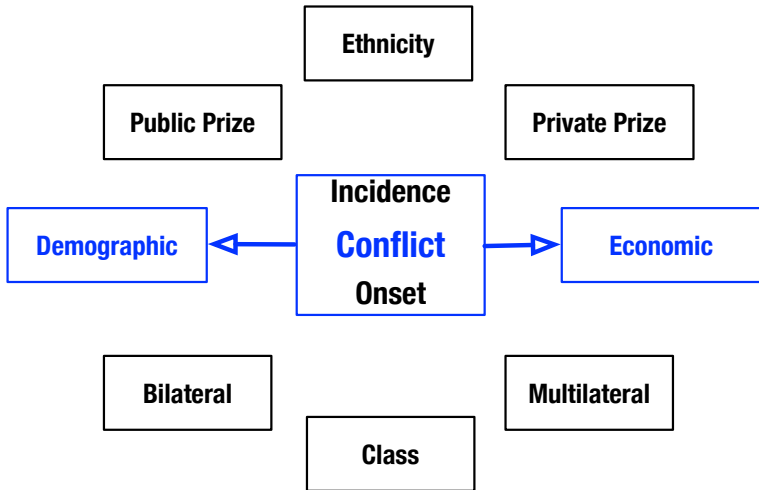 Ethnicity
Public Prize
Private Prize
Incidence
Demographic
Conflict
Economic
Onset
Bilateral
Multilateral
Class